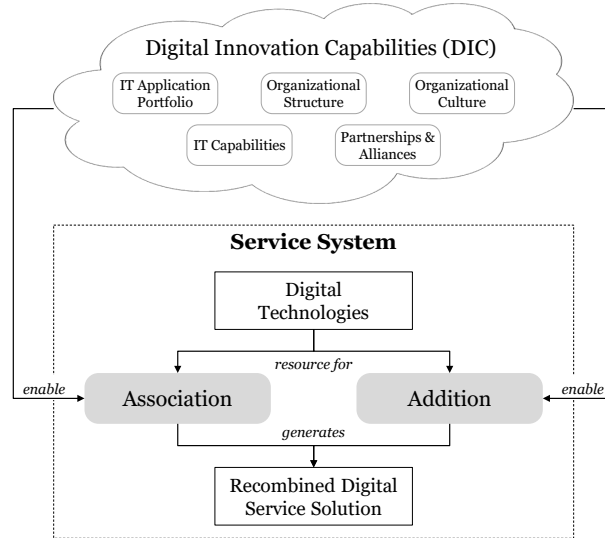 Digital Innovation Capabilities (DIC)
IT Application
Portfolio
Organizational
Structure
Organizational
Culture
IT Capabilities
Partnerships &
Alliances
Service System
Digital
Technologies
resource for
enable
Association
Addition
enable
generates
Recombined Digital
Service Solution